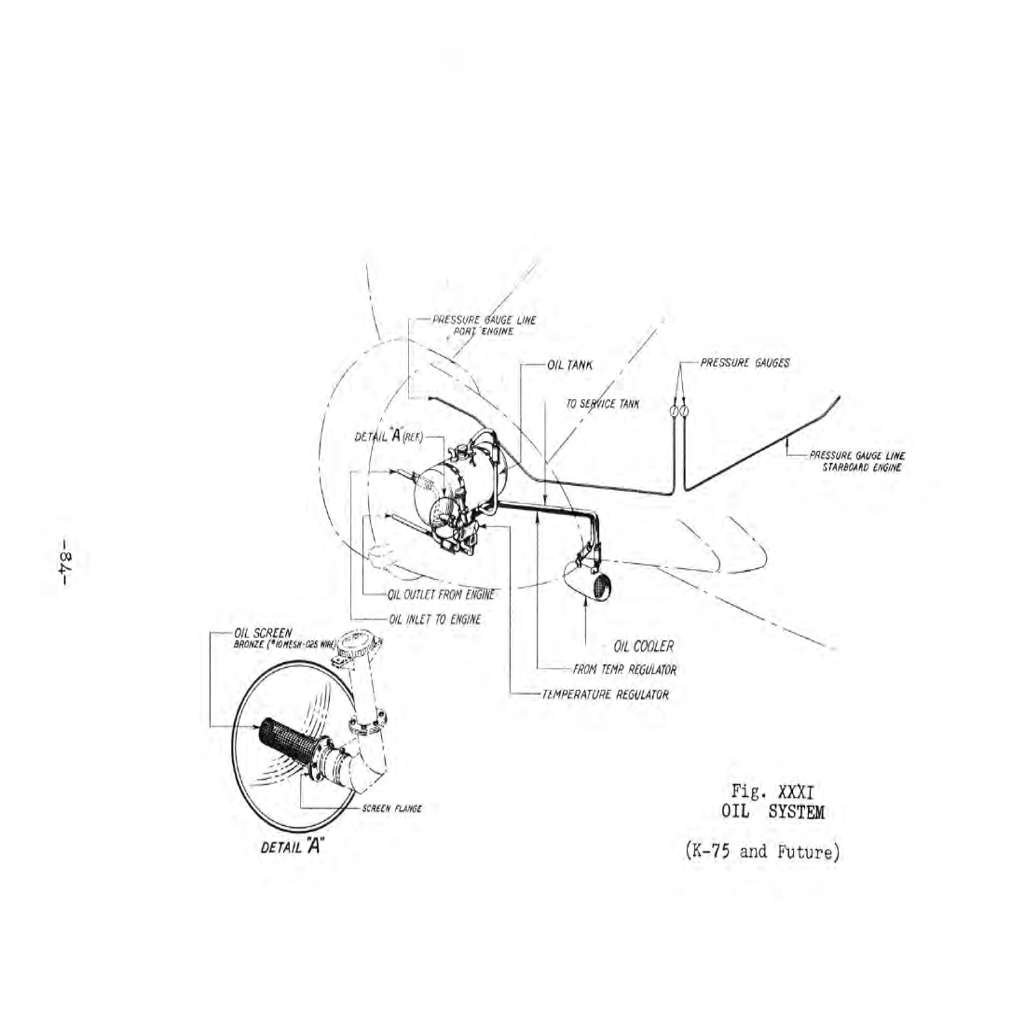 PRESSURE GAUGE LINE
PORT ENGINE
OIL TANK
PRESSURE GAUGES
TO SERVICE TANK
DETAIL "A" (REF.)
PRESSURE GAUGE LINE
STARBOARD ENGINE
-84-
OIL OUTLET FROM ENGINE
OIL INLET TO ENGINE
OIL SCREEN
BRONZE (#10 MESH-.025 WIRE)
OIL COOLER
FROM TEMP. REGULATOR
TEMPERATURE REGULATOR
SCREEN FLANGE
DETAIL "A"
Fig. XXXI
OIL SYSTEM
(K-75 and Future)